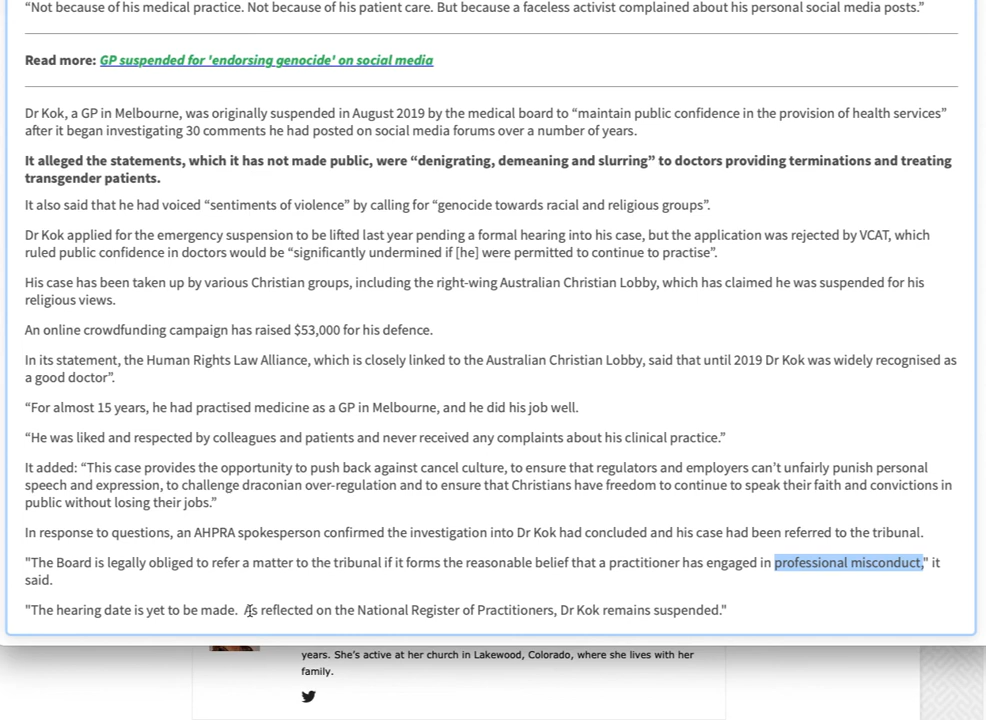 “Not because of his medical practice. Not because of his patient care. But because a faceless activist complained about his personal social media posts.”
Read more: GP suspended for 'endorsing genocide' on social media
Dr Kok, a GP in Melbourne, was originally suspended in August 2019 by the medical board to “maintain public confidence in the provision of health services”
after it began investigating 30 comments he had posted on social media forums over a number of years.
It alleged the statements, which it has not made public, were “denigrating, demeaning and slurring” to doctors providing terminations and treating
transgender patients.
It also said that he had voiced “sentiments of violence” by calling for “genocide towards racial and religious groups”.
Dr Kok applied for the emergency suspension to be lifted last year pending a formal hearing into his case, but the application was rejected by VCAT, which
ruled public confidence in doctors would be “significantly undermined if [he] were permitted to continue to practise”.
His case has been taken up by various Christian groups, including the right-wing Australian Christian Lobby, which has claimed he was suspended for his
religious views.
An online crowdfunding campaign has raised $53,000 for his defence.
In its statement, the Human Rights Law Alliance, which is closely linked to the Australian Christian Lobby, said that until 2019 Dr Kok was widely recognised as
a good doctor”.
“For almost 15 years, he had practised medicine as a GP in Melbourne, and he did his job well.
“He was liked and respected by colleagues and patients and never received any complaints about his clinical practice.”
It added: “This case provides the opportunity to push back against cancel culture, to ensure that regulators and employers can’t unfairly punish personal
speech and expression, to challenge draconian over-regulation and to ensure that Christians have freedom to continue to speak their faith and convictions in
public without losing their jobs.”
In response to questions, an AHPRA spokesperson confirmed the investigation into Dr Kok had concluded and his case had been referred to the tribunal.
"The Board is legally obliged to refer a matter to the tribunal if it forms the reasonable belief that a practitioner has engaged in professional misconduct," it
said.
"The hearing date is yet to be made. As reflected on the National Register of Practitioners, Dr Kok remains suspended."
years. She’s active at her church in Lakewood, Colorado, where she lives with her
family.